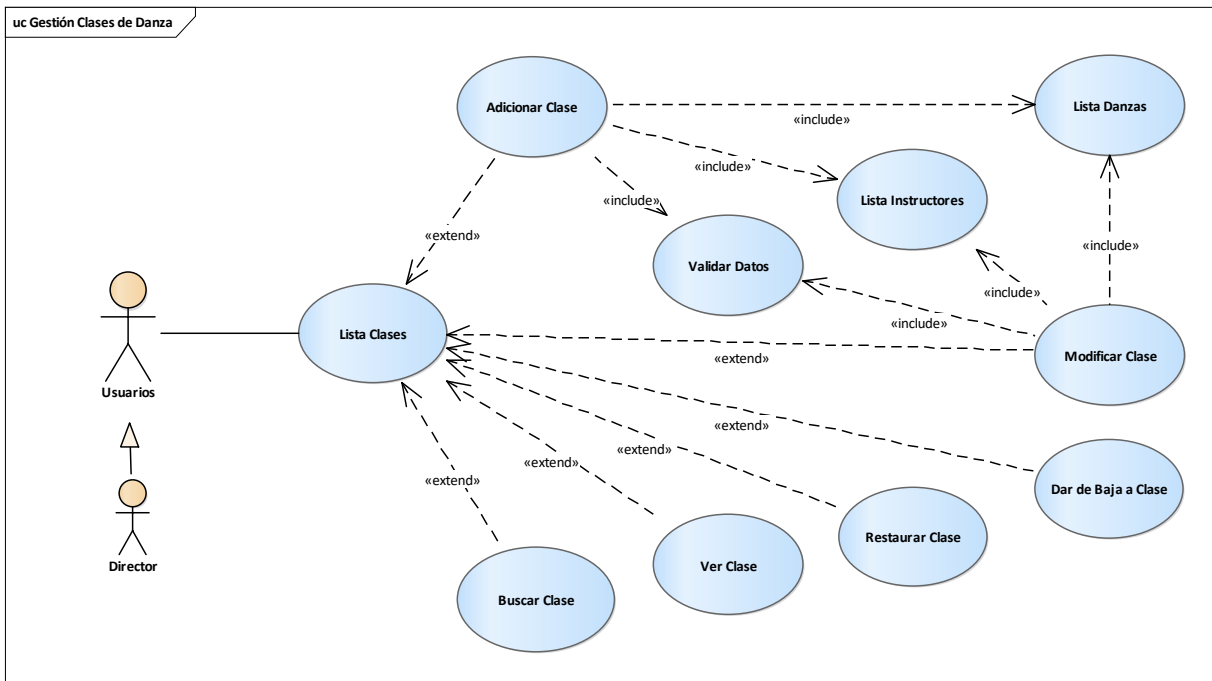 uc Gestión Clases de Danza
Adicionar Clase
Lista Danzas
«include»
«include»
Lista Instructores
«include»
«extend»
«include»
Validar Datos
«include»
«include»
Lista Clases
Modificar Clase
«extend»
Usuarios
«extend»
«extend»
«extend»
Dar de Baja a Clase
Restaurar Clase
Ver Clase
Director
Buscar Clase